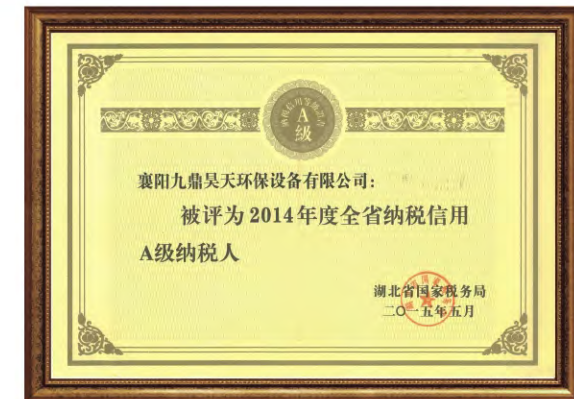 A
级
襄阳九鼎昊天环保设备有限公司：
被评为2014年度全省纳税信用
A级纳税人
湖北省国家税务局
二〇一五年五月